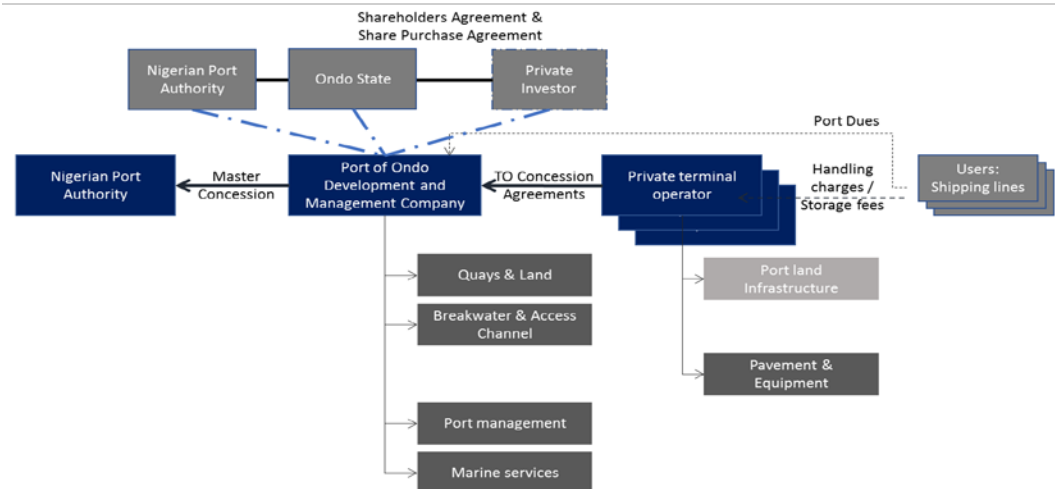 Shareholders Agreement &
Share Purchase Agreement
Nigerian Port
Authority
Ondo State
Private
Investor
Port Dues
Nigerian Port
Authority
Master
Concession
Port of Ondo
Development and
Management Company
TO Concession
Agreements
Private terminal
operator
Handling
charges /
Storage fees
Users:
Shipping lines
Quays & Land
Port land
Infrastructure
Breakwater & Access
Channel
Pavement &
Equipment
Port management
Marine services